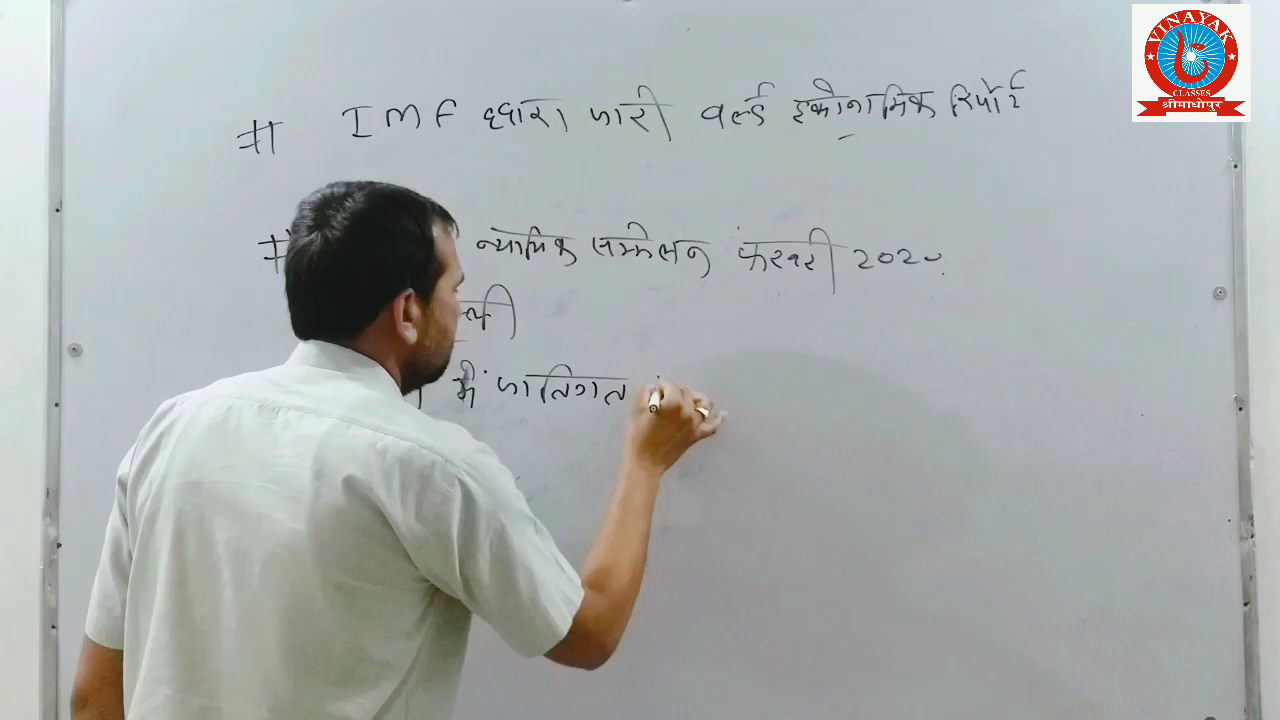 VINAYAK
CLASSES
श्रीमाधोपुर
# IMF द्वारा जारी वर्ल्ड इकोनामिक रिपोर्ट
# न्यायिक सम्मेलन फरवरी 2020
में जातिगत